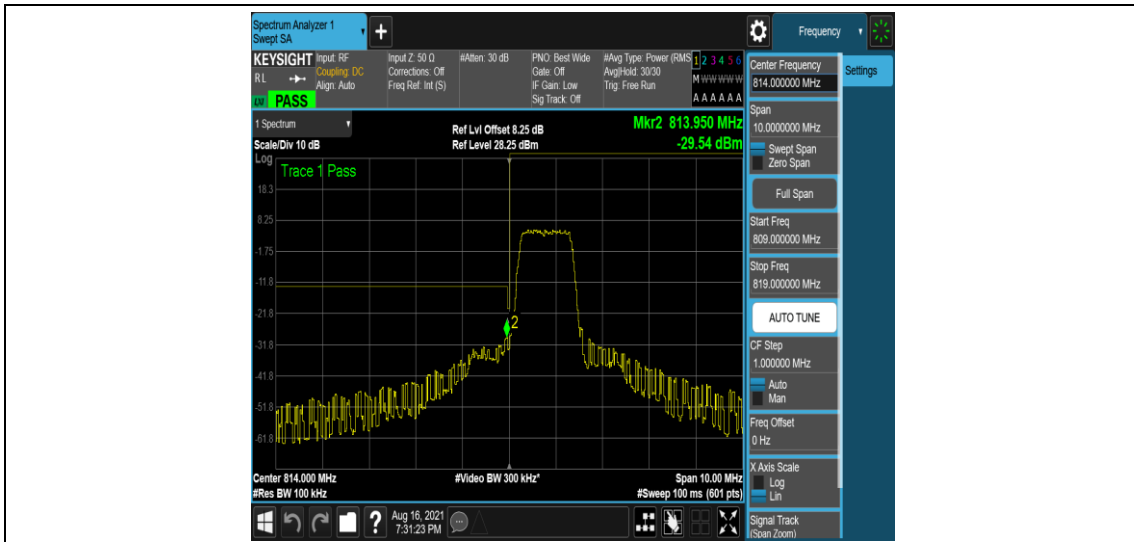 Spectrum Analyzer 1
Swept SA
+
Frequency
KEYSIGHT
RL
LM PASS
Input: RF
Coupling: DC
Align: Auto
Input Z: 50 Ω
Corrections: Off
Freq Ref: Int (S)
#Atten: 30 dB
PNO: Best Wide
Gate: Off
IF Gain: Low
Sig Track: Off
#Avg Type: Power (RMS
Avg|Hold: 30/30
Trig: Free Run
1 2 3 4 5 6
M W W W W W
A A A A A A
1 Spectrum
Scale/Div 10 dB
Ref Lvl Offset 8.25 dB
Ref Level 28.25 dBm
Mkr2 813.950 MHz
-29.54 dBm
Log
Trace 1 Pass
18.3
8.25
-1.75
-11.8
-21.8
-31.8
-41.8
-51.8
-61.8
2
Center 814.000 MHz
#Res BW 100 kHz
#Video BW 300 kHz*
Span 10.00 MHz
#Sweep 100 ms (601 pts)
?
Aug 16, 2021
7:31:23 PM
Center Frequency
814.000000 MHz
Settings
Span
10.0000000 MHz
Swept Span
Zero Span
Full Span
Start Freq
809.000000 MHz
Stop Freq
819.000000 MHz
AUTO TUNE
CF Step
1.000000 MHz
Auto
Man
Freq Offset
0 Hz
X Axis Scale
Log
Lin
Signal Track
(Span Zoom)